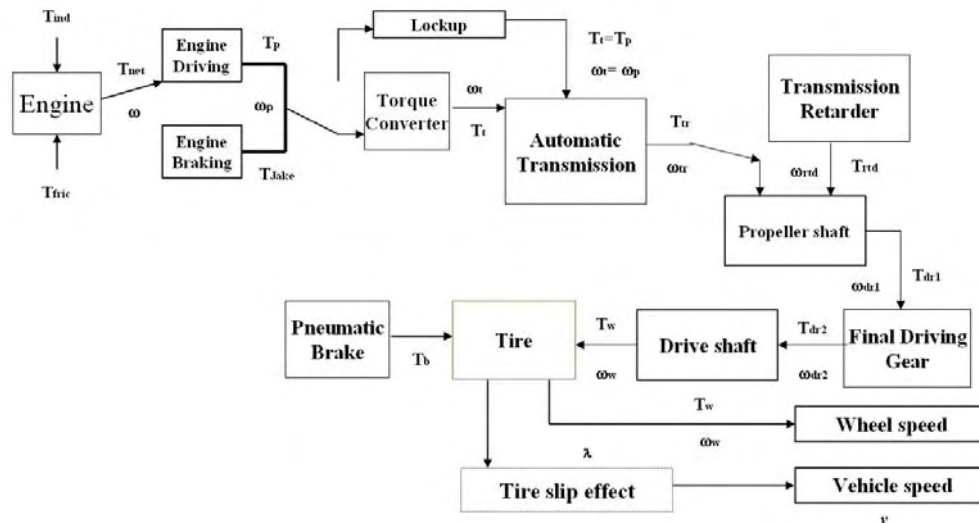 Tind
Lockup
Engine
Driving
Tp
Tt=Tp
ωt= ωp
Tnet
ω
Engine
ωp
Torque
Converter
ωt
Tt
Automatic
Transmission
Transmission
Retarder
Ttr
ωtr
ωrtd
Trtd
Engine
Braking
TJake
Tfric
Propeller shaft
ωdr1
Tdr1
Pneumatic
Brake
Tb
Tire
Tw
ωw
Drive shaft
Tdr2
ωdr2
Final Driving
Gear
Tw
ωw
Wheel speed
λ
Tire slip effect
Vehicle speed
v